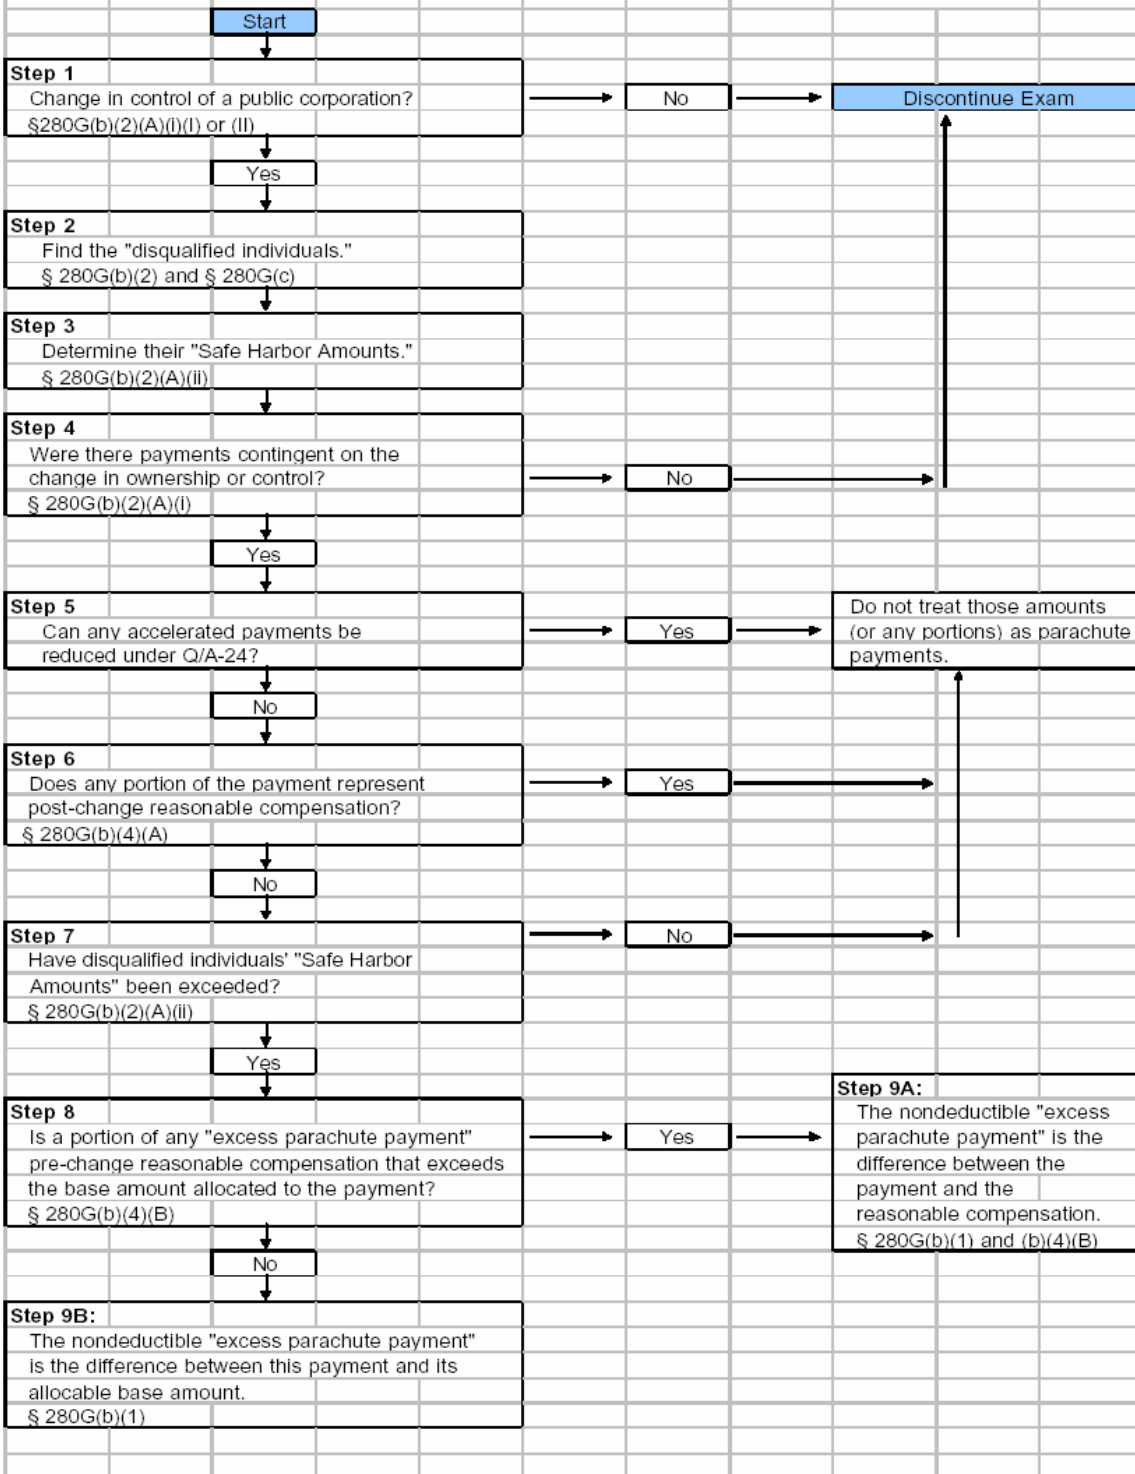 Start
Step 1
Change in control of a public corporation?
§280G(b)(2)(A)(i)(I) or (II)
No
Discontinue Exam
Yes
Step 2
Find the "disqualified individuals."
§ 280G(b)(2) and § 280G(c)
Step 3
Determine their "Safe Harbor Amounts."
§ 280G(b)(2)(A)(ii)
Step 4
Were there payments contingent on the
change in ownership or control?
§ 280G(b)(2)(A)(i)
No
Yes
Step 5
Can any accelerated payments be
reduced under Q/A-24?
Yes
Do not treat those amounts
(or any portions) as parachute
payments.
No
Step 6
Does any portion of the payment represent
post-change reasonable compensation?
§ 280G(b)(4)(A)
Yes
No
Step 7
Have disqualified individuals' "Safe Harbor
Amounts" been exceeded?
§ 280G(b)(2)(A)(ii)
No
Yes
Step 8
Is a portion of any "excess parachute payment"
pre-change reasonable compensation that exceeds
the base amount allocated to the payment?
§ 280G(b)(4)(B)
Yes
Step 9A:
The nondeductible "excess
parachute payment" is the
difference between the
payment and the
reasonable compensation.
§ 280G(b)(1) and (b)(4)(B)
No
Step 9B:
The nondeductible "excess parachute payment"
is the difference between this payment and its
allocable base amount.
§ 280G(b)(1)